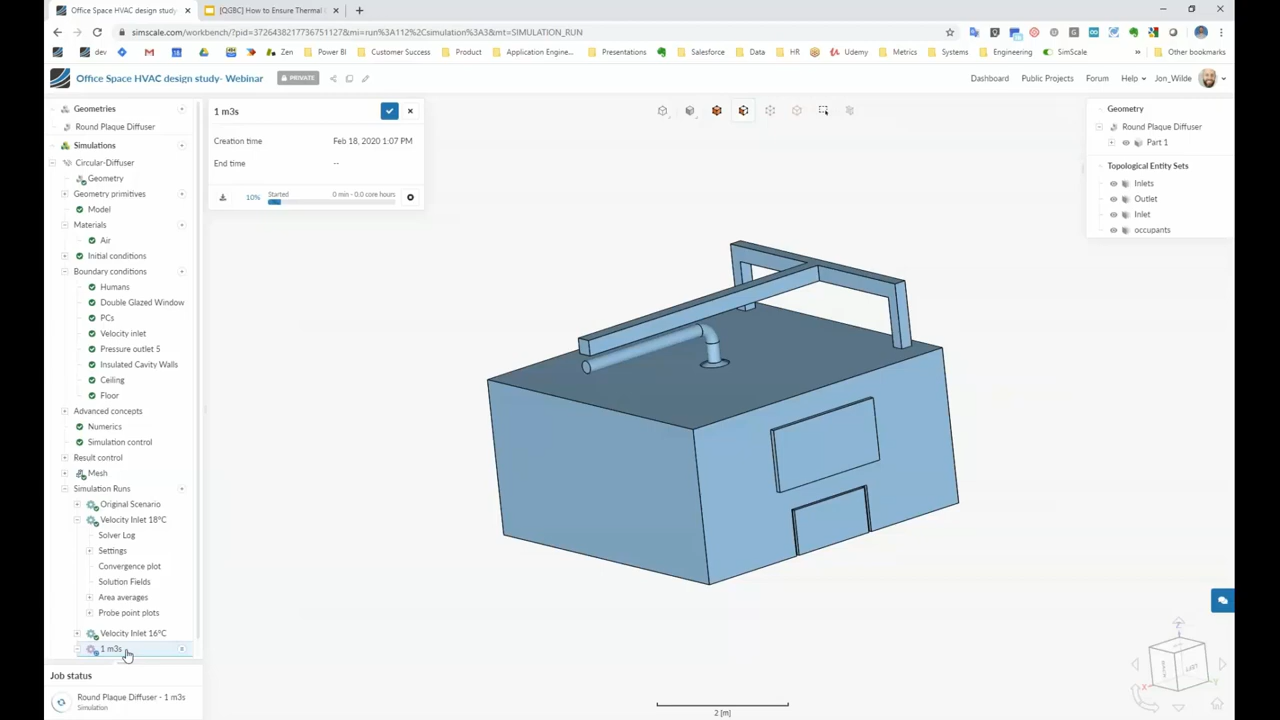 Office Space HVAC design study- Webinar
[QGBC] How to Ensure Thermal
simscale.com/workbench/?pid=3726438217736751127&mi=run%3A112%2Csimulation%3A3&mt=SIMULATION_RUN
dev
Zen
Power BI
Customer Success
Product
Application Engine...
Presentations
Salesforce
Data
HR
Udemy
Metrics
Systems
Engineering
SimScale
Other bookmarks
Office Space HVAC design study- Webinar
PRIVATE
Dashboard
Public Projects
Forum
Help
Jon_Wilde
Geometries
Round Plaque Diffuser
Simulations
Circular-Diffuser
Geometry
Geometry primitives
Model
Materials
Air
Initial conditions
Boundary conditions
Humans
Double Glazed Window
PCs
Velocity inlet
Pressure outlet 5
Insulated Cavity Walls
Ceiling
Floor
Advanced concepts
Numerics
Simulation control
Result control
Mesh
Simulation Runs
Original Scenario
Velocity Inlet 18°C
Solver Log
Settings
Convergence plot
Solution Fields
Area averages
Probe point plots
Velocity Inlet 16°C
1 m3s
Job status
Round Plaque Diffuser - 1 m3s
Simulation
1 m3s
Creation time Feb 18, 2020 1:07 PM
End time --
10% Started 0 min - 0.0 core hours
Geometry
Round Plaque Diffuser
Part 1
Topological Entity Sets
Inlets
Outlet
Inlet
occupants
2 [m]
Z
X
Y